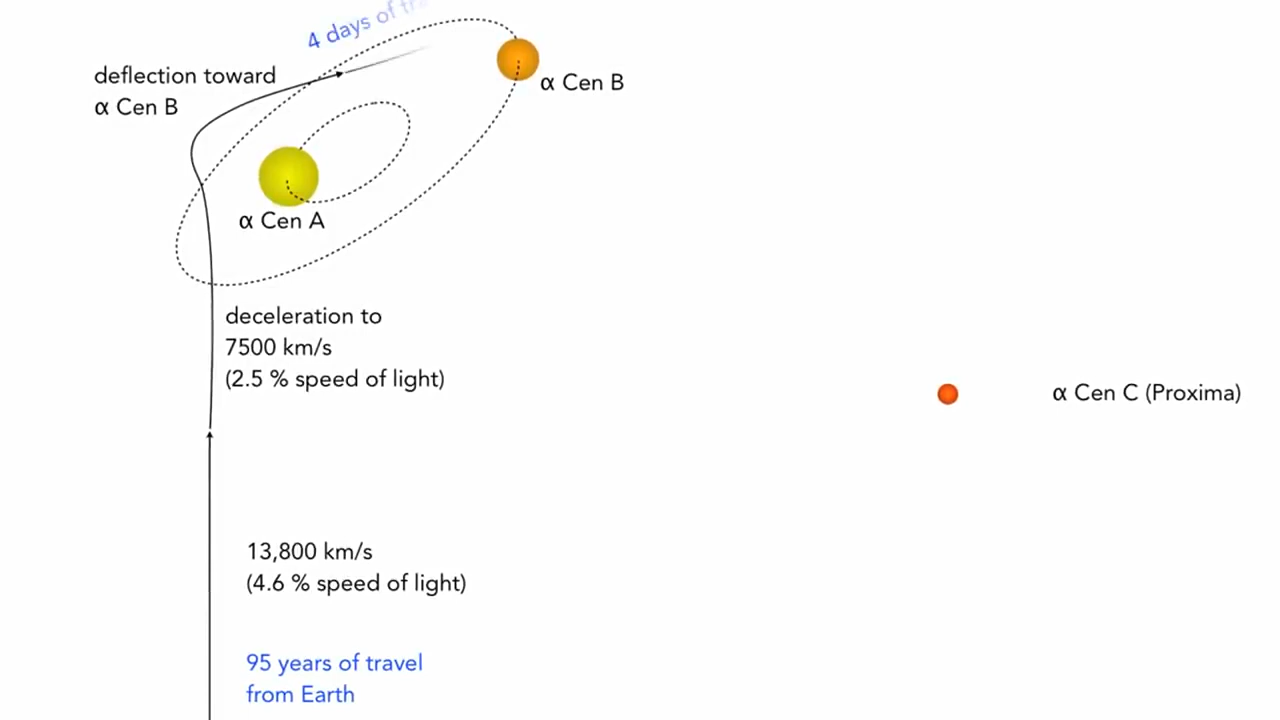 4 days of
deflection toward
α Cen B
α Cen B
α Cen A
deceleration to
7500 km/s
(2.5 % speed of light)
α Cen C (Proxima)
13,800 km/s
(4.6 % speed of light)
95 years of travel
from Earth